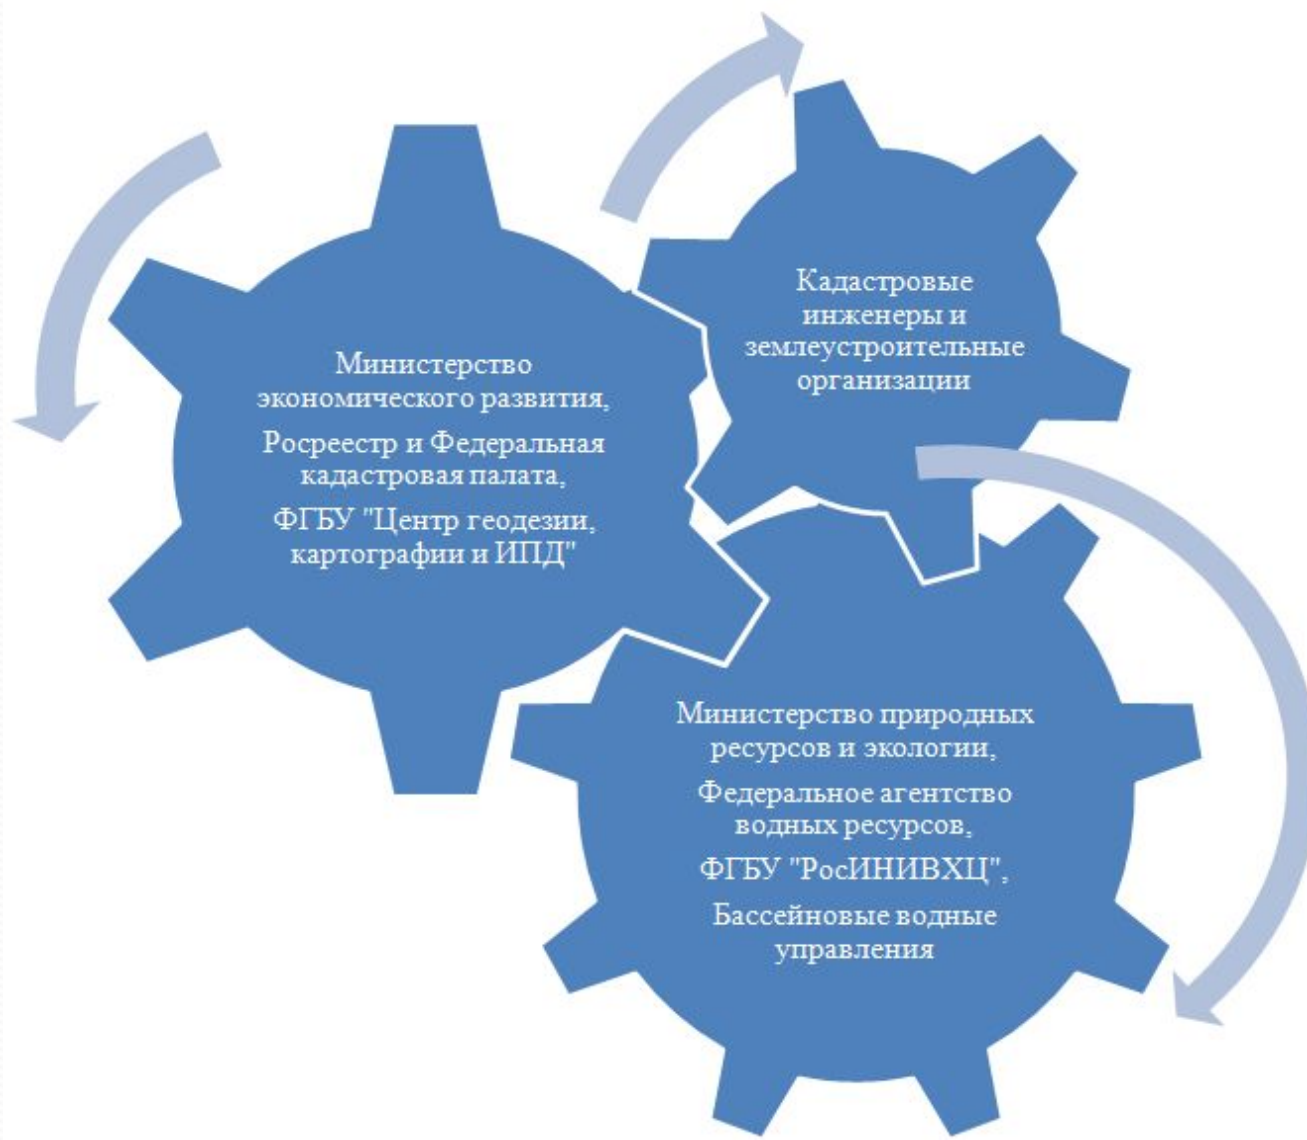 Министерство
экономического развития,
Росреестр и Федеральная
кадастровая палата,
ФГБУ "Центр геодезии,
картографии и ИПД"
Кадастровые
инженеры и
землеустроительные
организации
Министерство природных
ресурсов и экологии,
Федеральное агентство
водных ресурсов,
ФГБУ "РосИНИВХЦ",
Бассейновые водные
управления